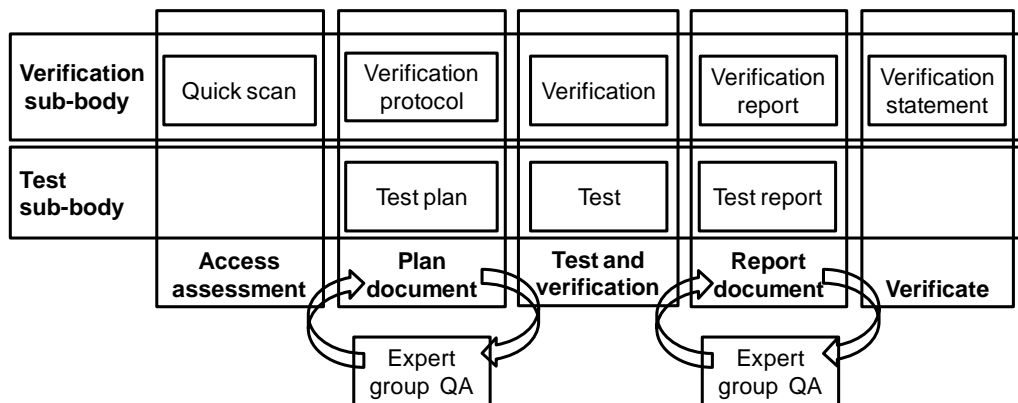 Verification
sub-body
Quick scan
Verification
protocol
Verification
Verification
report
Verification
statement
Test
sub-body
Test plan
Test
Test report
Access
assessment
Plan
document
Test and
verification
Report
document
Verificate
Expert
group QA
Expert
group QA